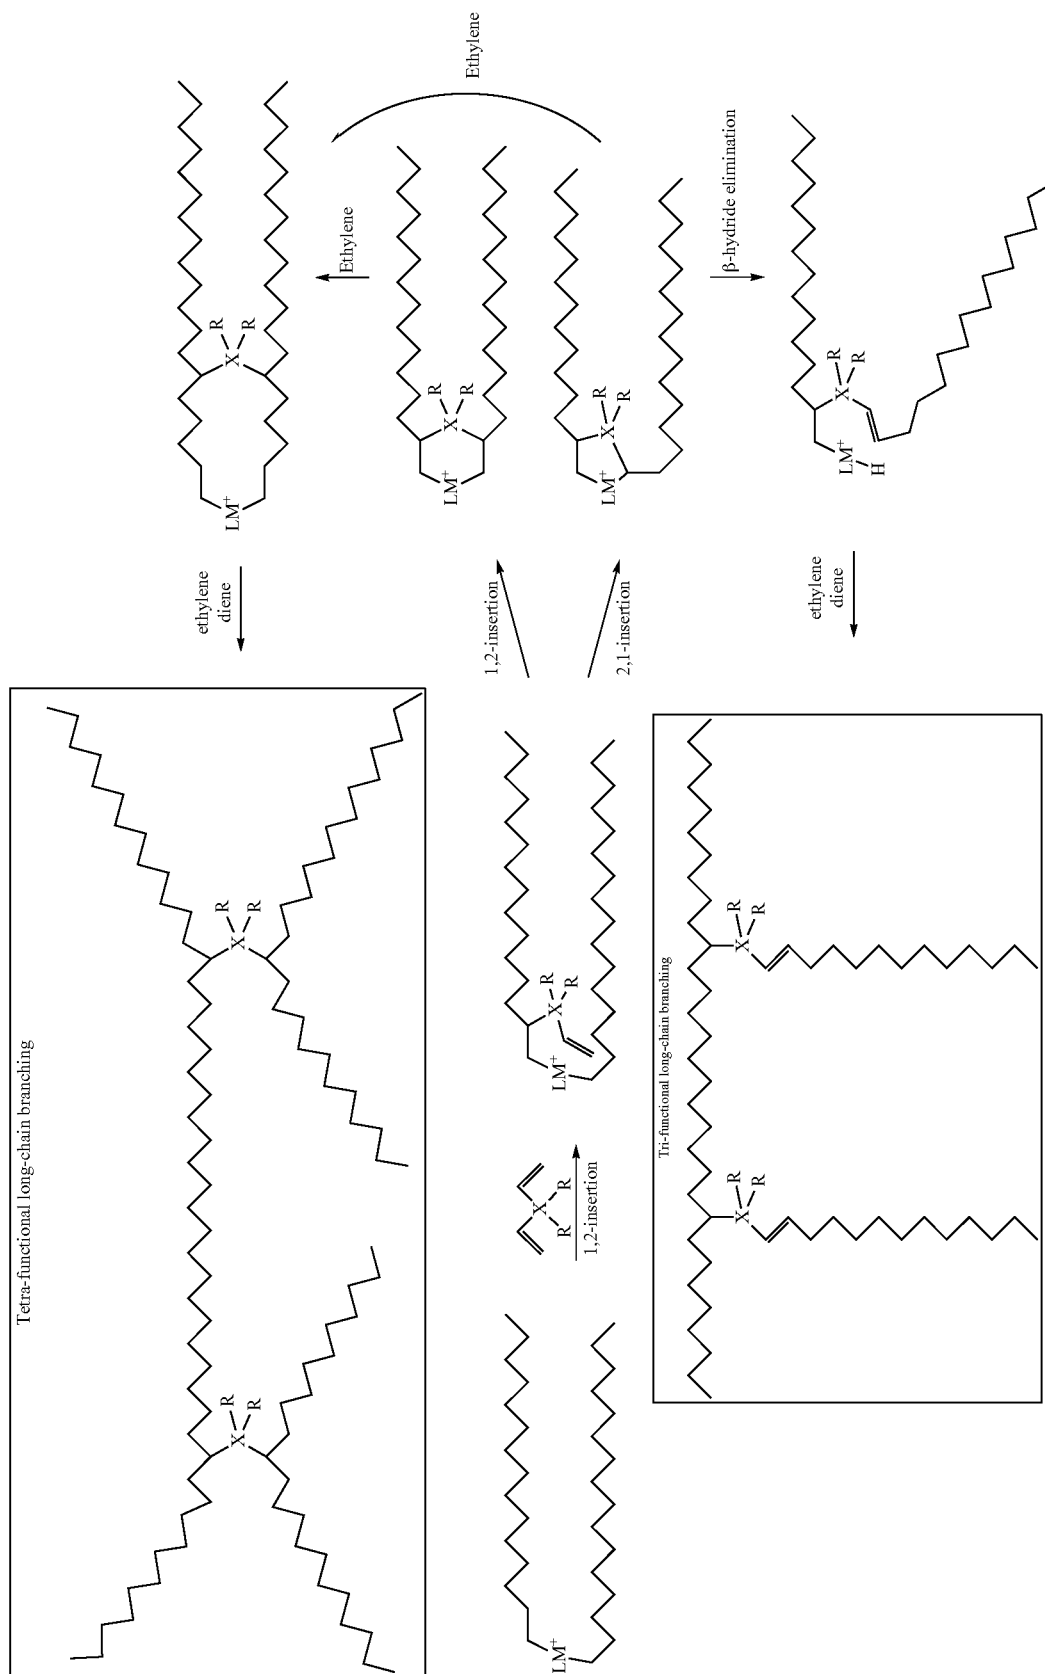 Tetra-functional long-chain branching
R
X
R
R
X
R
ethylene
diene
R
X
R
LM⁺
Ethylene
Ethylene
LM⁺
X
R
R
1,2-insertion
LM⁺
X
R
R
1,2-insertion
LM⁺
X
R
R
2,1-insertion
LM⁺
X
R
R
β-hydride elimination
Tri-functional long-chain branching
X
R
R
X
R
R
ethylene
diene
LM⁺
H
X
R
R